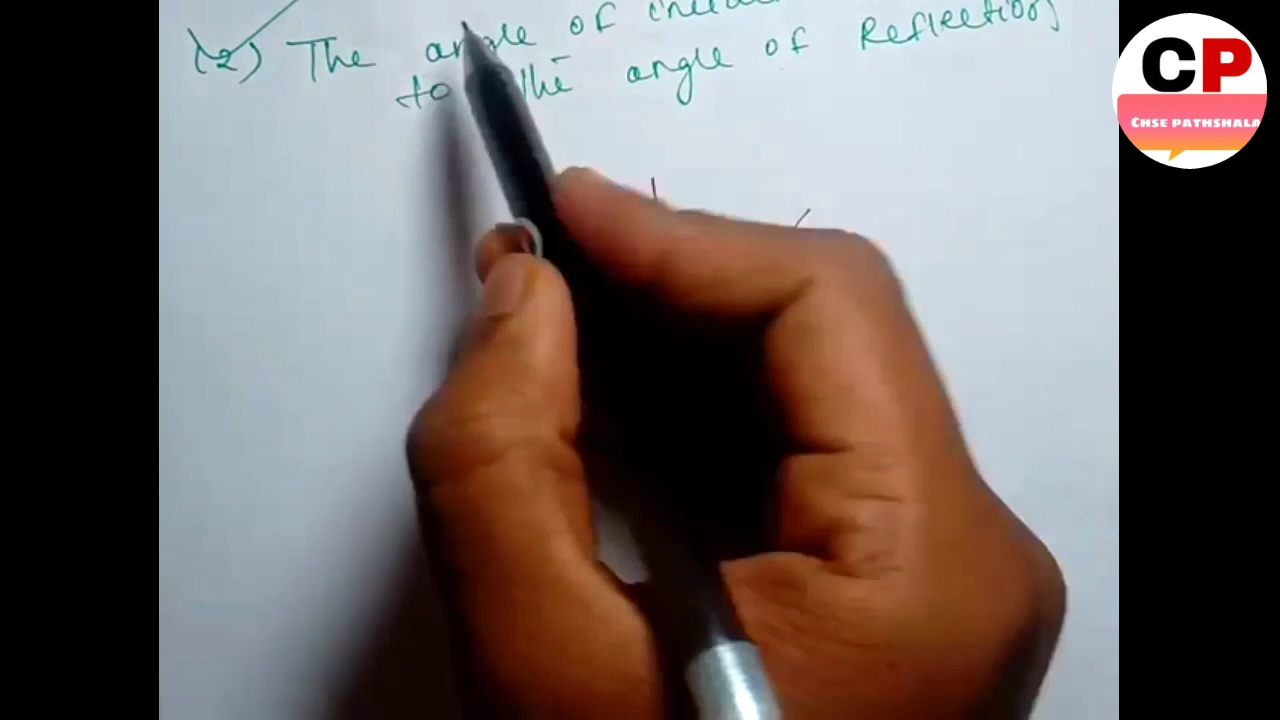 (2) The angle of
to the angle of Reflection
CP
CHSE PATHSHALA